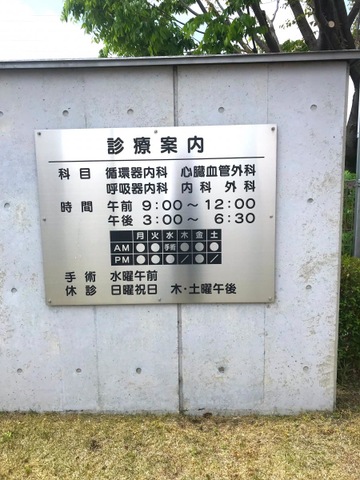 診療案内
科目 循環器内科 心臓血管外科
呼吸器内科 内科 外科
時間 午前 9:00～12:00
午後 3:00～ 6:30
月 火 水 木 金 土
AM ● ● 手術 ● ● ●
PM ● ● ● ／ ● ／
手術 水曜午前
休診 日曜祝日 木・土曜午後